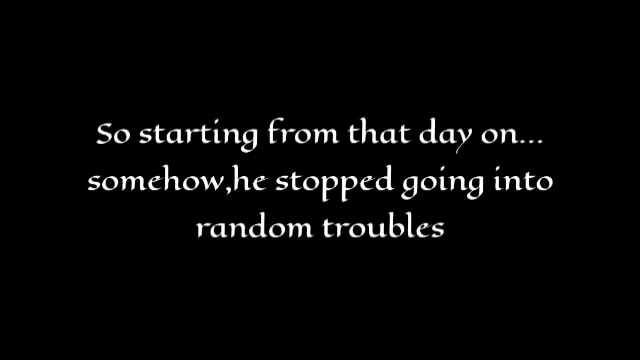 So starting from that day on...
somehow,he stopped going into
random troubles